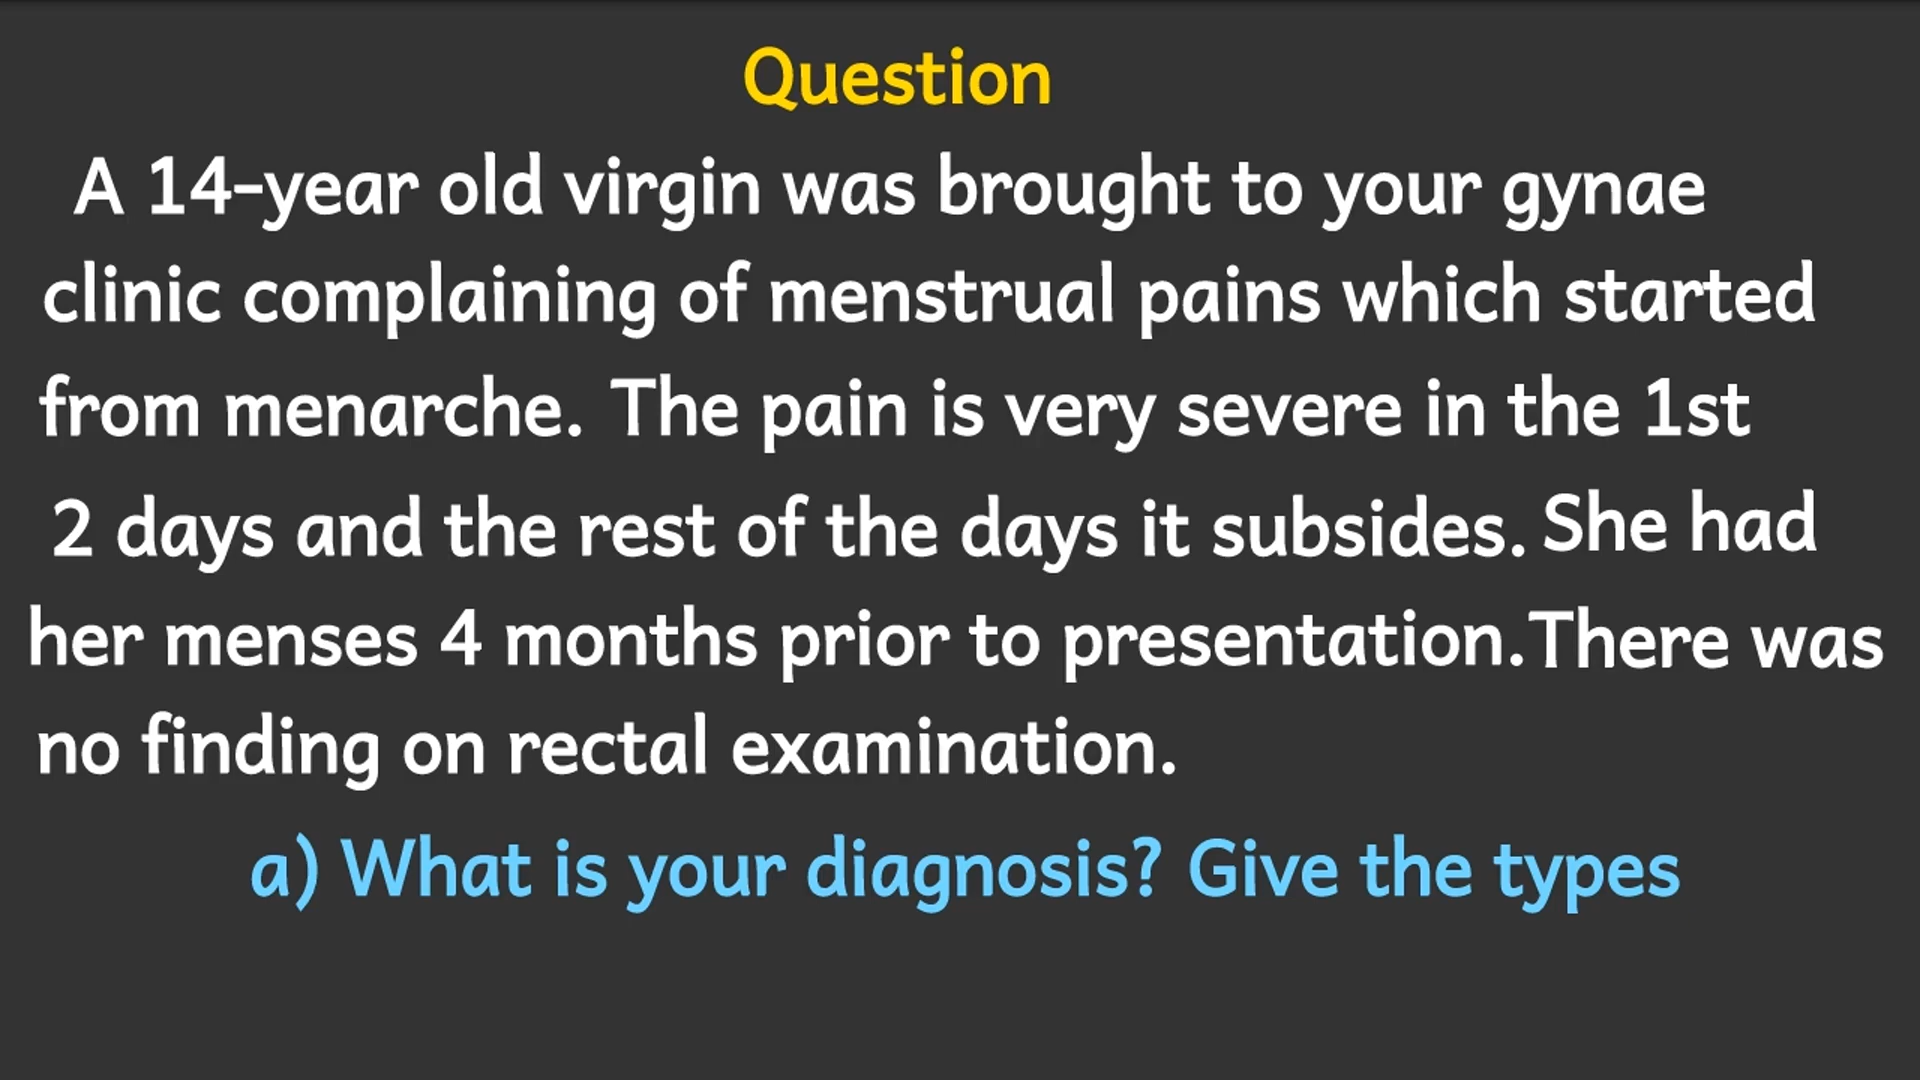 Question
A 14-year old virgin was brought to your gynae
clinic complaining of menstrual pains which started
from menarche. The pain is very severe in the 1st
2 days and the rest of the days it subsides. She had
her menses 4 months prior to presentation.There was
no finding on rectal examination.
a) What is your diagnosis? Give the types